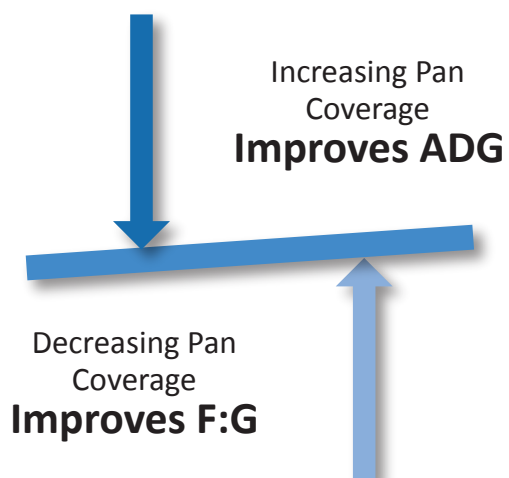 Increasing Pan
Coverage
Improves ADG
Decreasing Pan
Coverage
Improves F:G